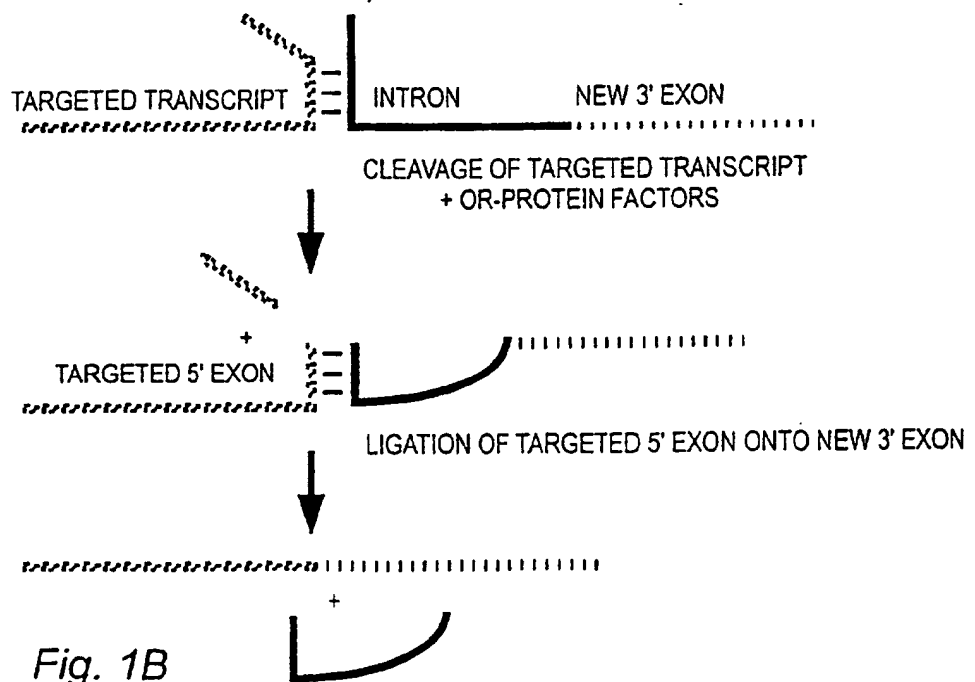 TARGETED TRANSCRIPT
INTRON
NEW 3' EXON
CLEAVAGE OF TARGETED TRANSCRIPT
+ OR-PROTEIN FACTORS
+
TARGETED 5' EXON
LIGATION OF TARGETED 5' EXON ONTO NEW 3' EXON
+
Fig. 1B